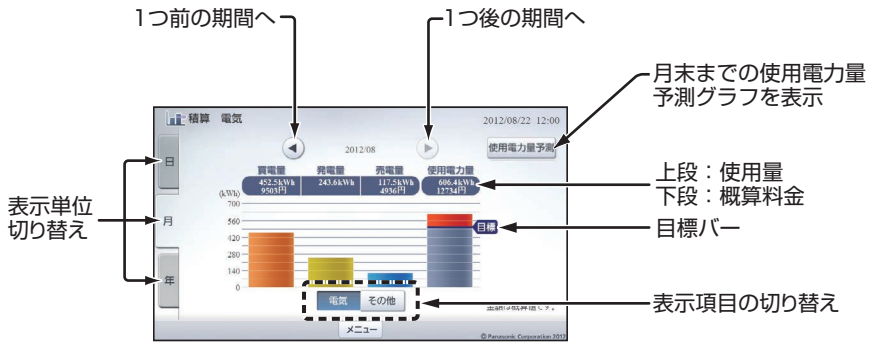 1つ前の期間へ
1つ後の期間へ
月末までの使用電力量
予測グラフを表示
積算 電気
2012/08/22 12:00
2012/08
使用電力量予測
日
月
年
表示単位
切り替え
買電量 発電量 売電量 使用電力量
452.5kWh 243.6kWh 117.5kWh 606.4kWh
9503円 4936円 12734円
上段：使用量
下段：概算料金
(kWh)
700
560
420
280
140
0
目標
目標バー
電気 その他
表示項目の切り替え
メニュー
© Panasonic Corporation 2012